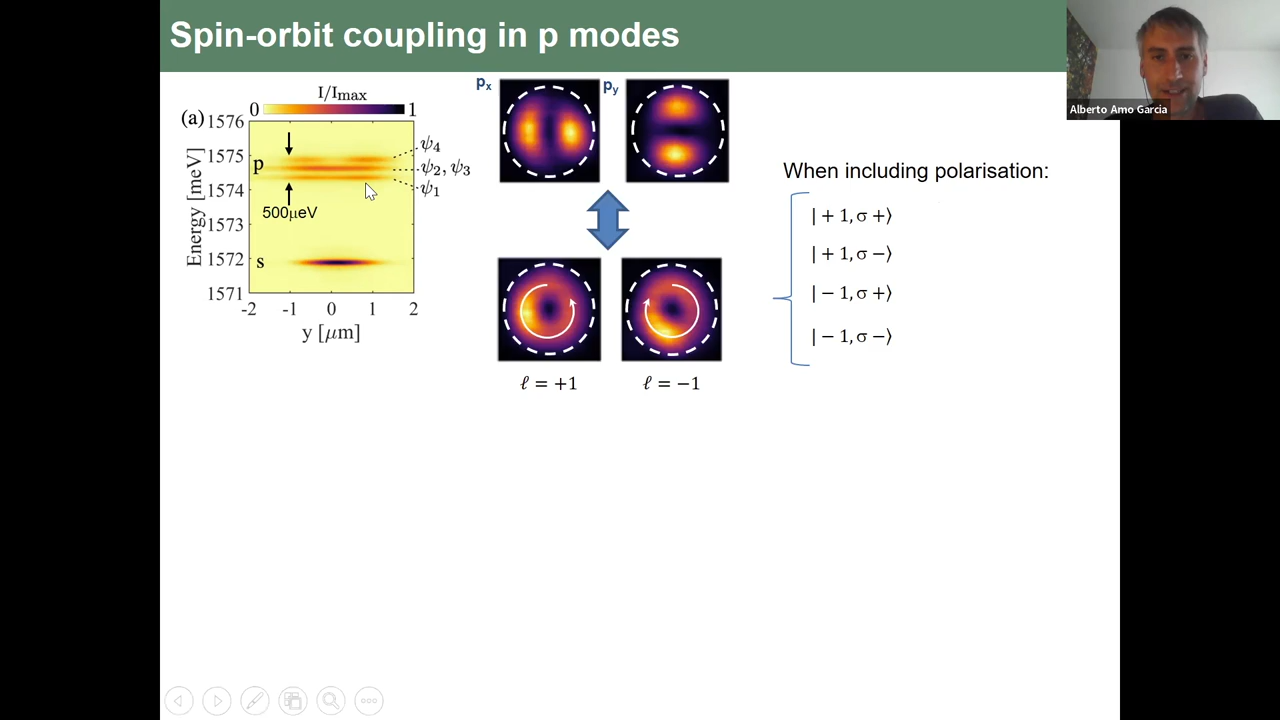 Spin-orbit coupling in p modes
Alberto Amo Garcia
I/Imax
0 1
(a)
1576
1575
1574
1573
1572
1571
Energy [meV]
p
s
500μeV
ψ4
ψ2, ψ3
ψ1
-2 -1 0 1 2
y [μm]
px
py
ℓ = +1
ℓ = −1
When including polarisation:
|+ 1, σ +⟩
|+ 1, σ −⟩
|− 1, σ +⟩
|− 1, σ −⟩